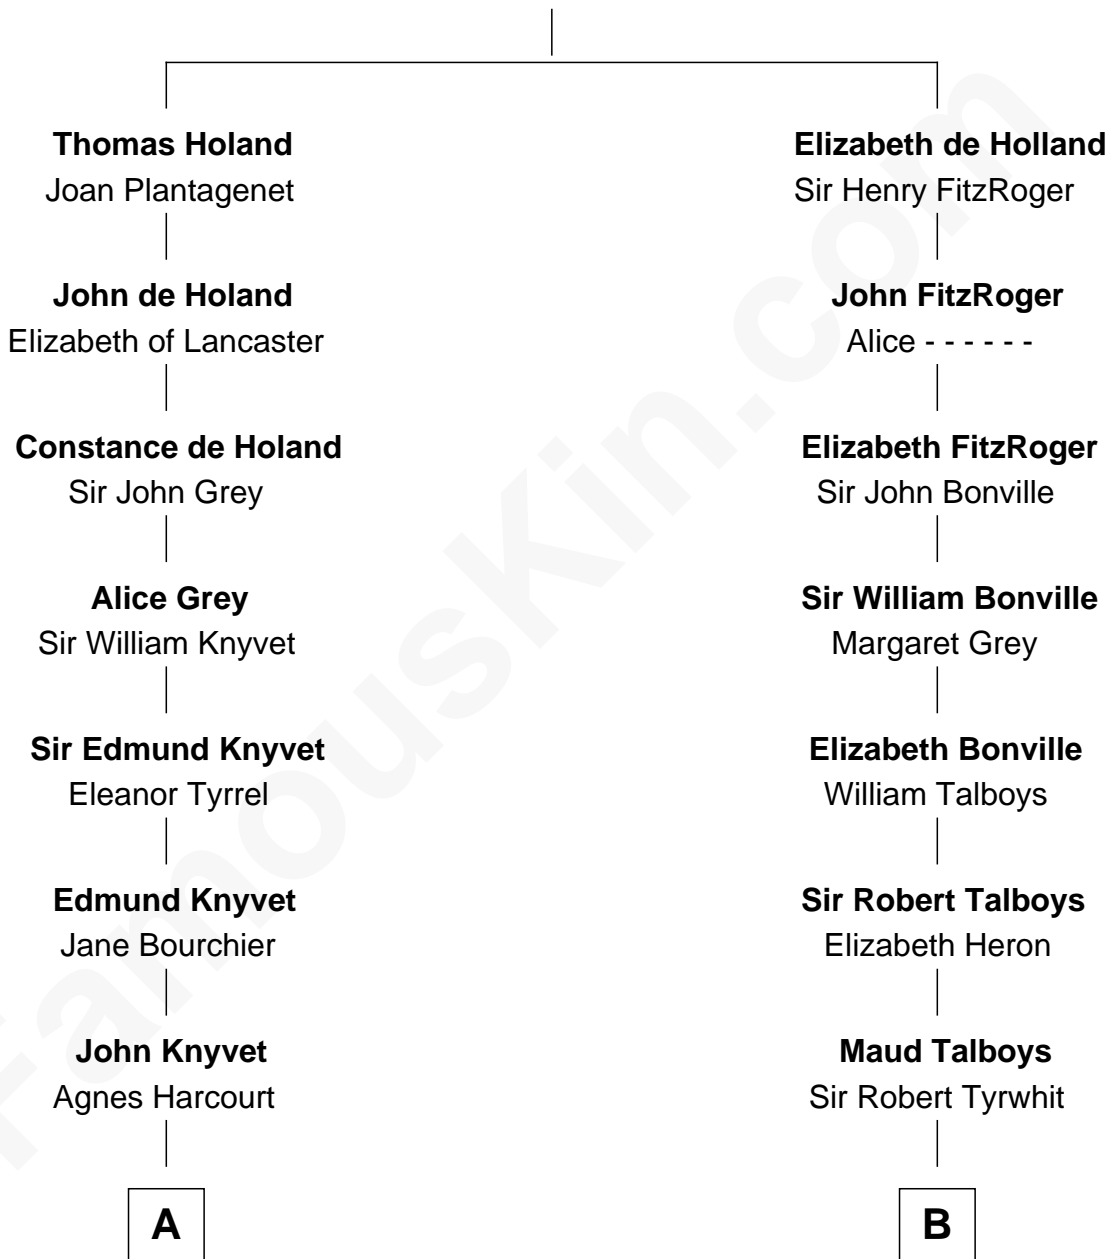 Thomas Holand
Joan Plantagenet
John de Holand
Elizabeth of Lancaster
Constance de Holand
Sir John Grey
Alice Grey
Sir William Knyvet
Sir Edmund Knyvet
Eleanor Tyrrel
Edmund Knyvet
Jane Bourchier
John Knyvet
Agnes Harcourt
A
Elizabeth de Holland
Sir Henry FitzRoger
John FitzRoger
Alice - - - - - -
Elizabeth FitzRoger
Sir John Bonville
Sir William Bonville
Margaret Grey
Elizabeth Bonville
William Talboys
Sir Robert Talboys
Elizabeth Heron
Maud Talboys
Sir Robert Tyrwhit
B
FamousKin.com